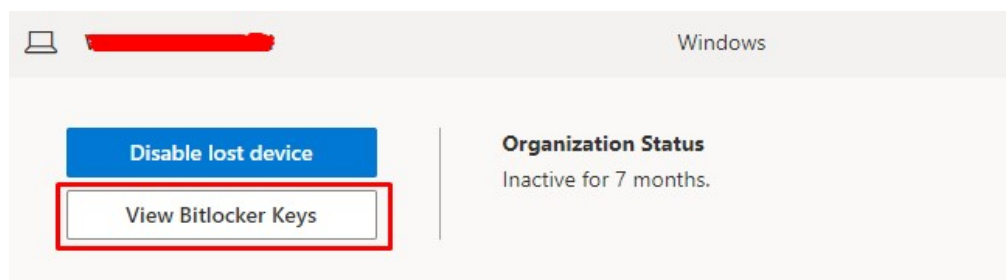 Windows
Disable lost device
Organization Status
Inactive for 7 months.
View Bitlocker Keys